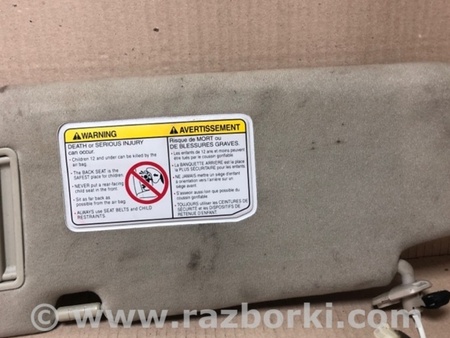 WARNING
DEATH or SERIOUS INJURY
can occur.
• Children 12 and under can be killed by the
air bag.
• The BACK SEAT is the
SAFEST place for children.
• NEVER put a rear-facing
child seat in the front.
• Sit as far back as
possible from the air bag.
• ALWAYS use SEAT BELTS and CHILD
RESTRAINTS.
AVERTISSEMENT
Risque de MORT ou
DE BLESSURES GRAVES.
• Les enfants de 12 ans et moins peuvent
être tués par le coussin gonflable.
• La BANQUETTE ARRIERE est la place
la PLUS SÉCURITAIRE pour les enfants.
• NE JAMAIS mettre un siège d'enfant
à orientation vers l'arrière sur un
siège avant.
• S'asseoir aussi loin que possible du
coussin gonflable.
• TOUJOURS utiliser les CEINTURES DE
SÉCURITÉ et les DISPOSITIFS DE
RETENUE D'ENFANT.
© www.razborki.com